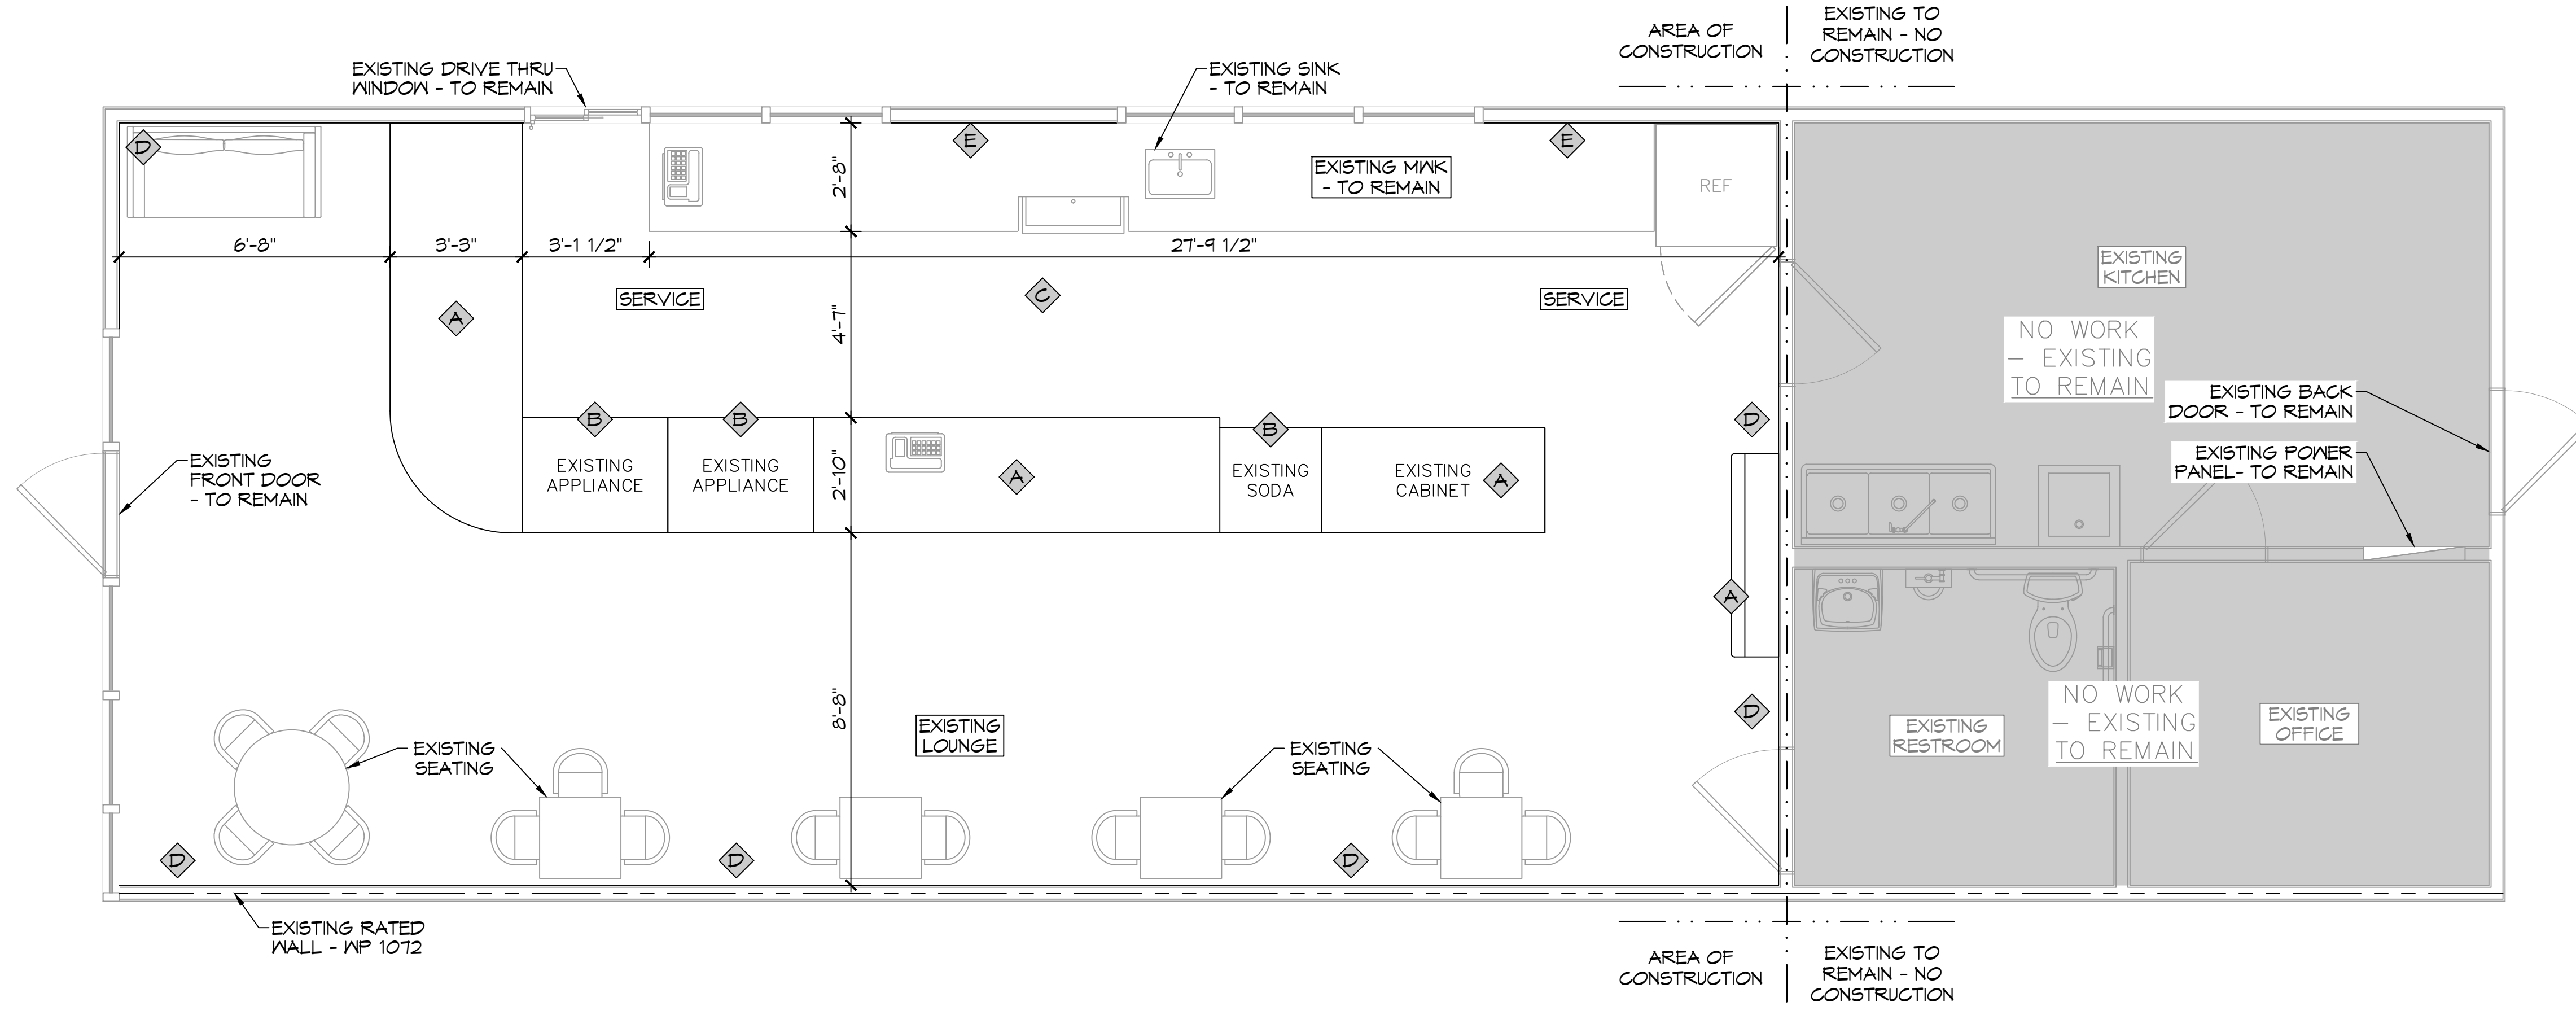 AREA OF
CONSTRUCTION
EXISTING TO
REMAIN - NO
CONSTRUCTION
EXISTING DRIVE THRU
WINDOW - TO REMAIN
EXISTING SINK
- TO REMAIN
D
E
E
2'-8"
EXISTING MWK
- TO REMAIN
REF
6'-8"
3'-3"
3'-1 1/2"
27'-9 1/2"
EXISTING
KITCHEN
SERVICE
C
SERVICE
A
4'-7"
NO WORK
- EXISTING
TO REMAIN
EXISTING BACK
DOOR - TO REMAIN
B
B
B
D
EXISTING
FRONT DOOR
- TO REMAIN
EXISTING
APPLIANCE
EXISTING
APPLIANCE
2'-10"
A
EXISTING
SODA
EXISTING
CABINET
A
EXISTING POWER
PANEL- TO REMAIN
A
8'-8"
EXISTING
LOUNGE
D
EXISTING
RESTROOM
NO WORK
- EXISTING
TO REMAIN
EXISTING
OFFICE
EXISTING
SEATING
EXISTING
SEATING
D
D
D
EXISTING RATED
WALL - WP 1072
AREA OF
CONSTRUCTION
EXISTING TO
REMAIN - NO
CONSTRUCTION